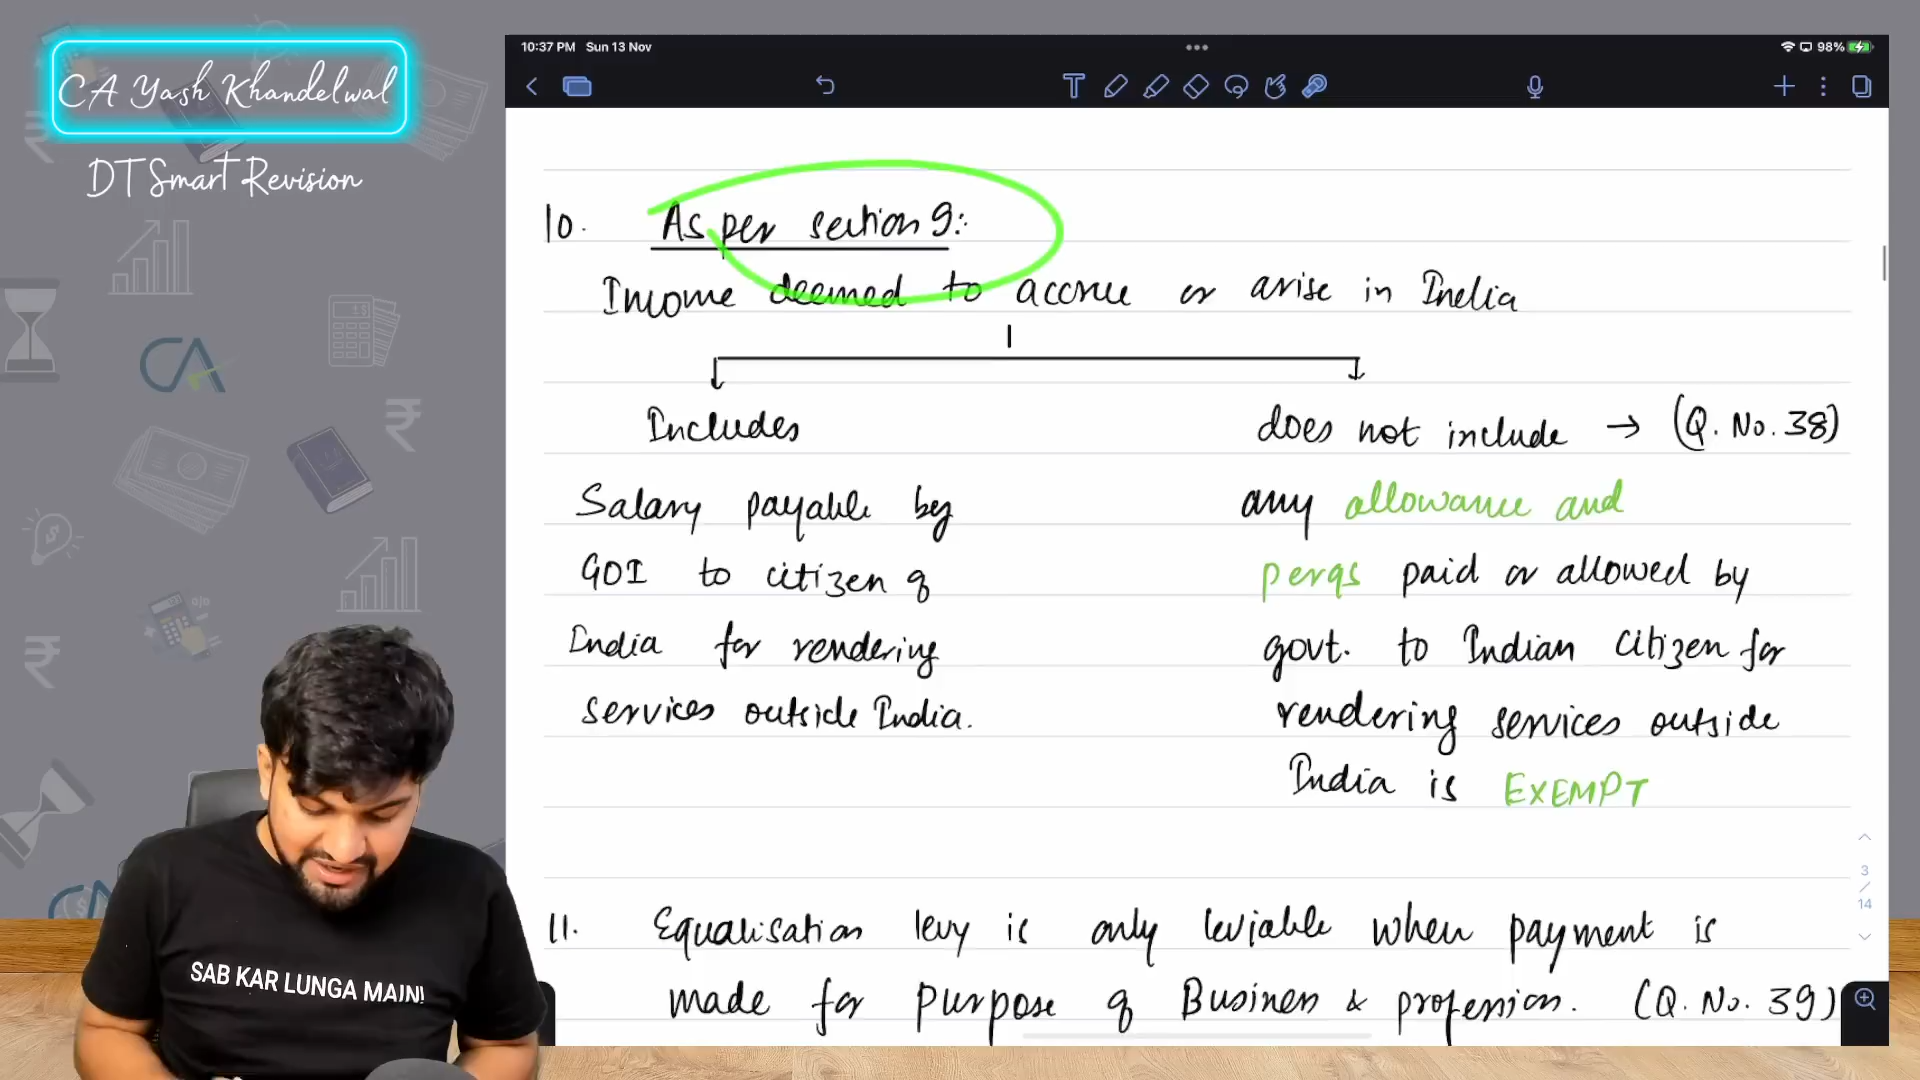 CA Yash Khandelwal
DT Smart Revision
10:37 PM Sun 13 Nov
98%
10. As per section 9:
Income deemed to accrue or arise in India
Includes
Salary payable by
GOI to citizen of
India for rendering
services outside India.
does not include → (Q. No. 38)
any allowance and
perqs paid or allowed by
govt. to Indian Citizen for
rendering services outside
India is EXEMPT
11. Equalisation levy is only leviable when payment is
made for purpose of Business & profession. (Q. No. 39)
3
/
14
CA
SAB KAR LUNGA MAIN!